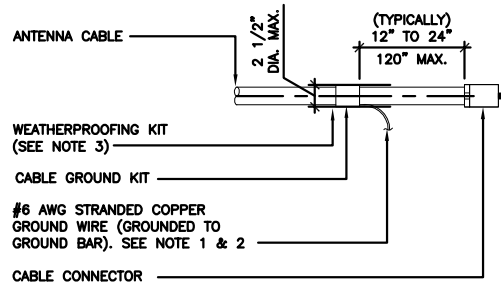 ANTENNA CABLE
2 1/2"
DIA. MAX.
(TYPICALLY)
12" TO 24"
120" MAX.
WEATHERPROOFING KIT
(SEE NOTE 3)
CABLE GROUND KIT
#6 AWG STRANDED COPPER
GROUND WIRE (GROUNDED TO
GROUND BAR). SEE NOTE 1 & 2
CABLE CONNECTOR